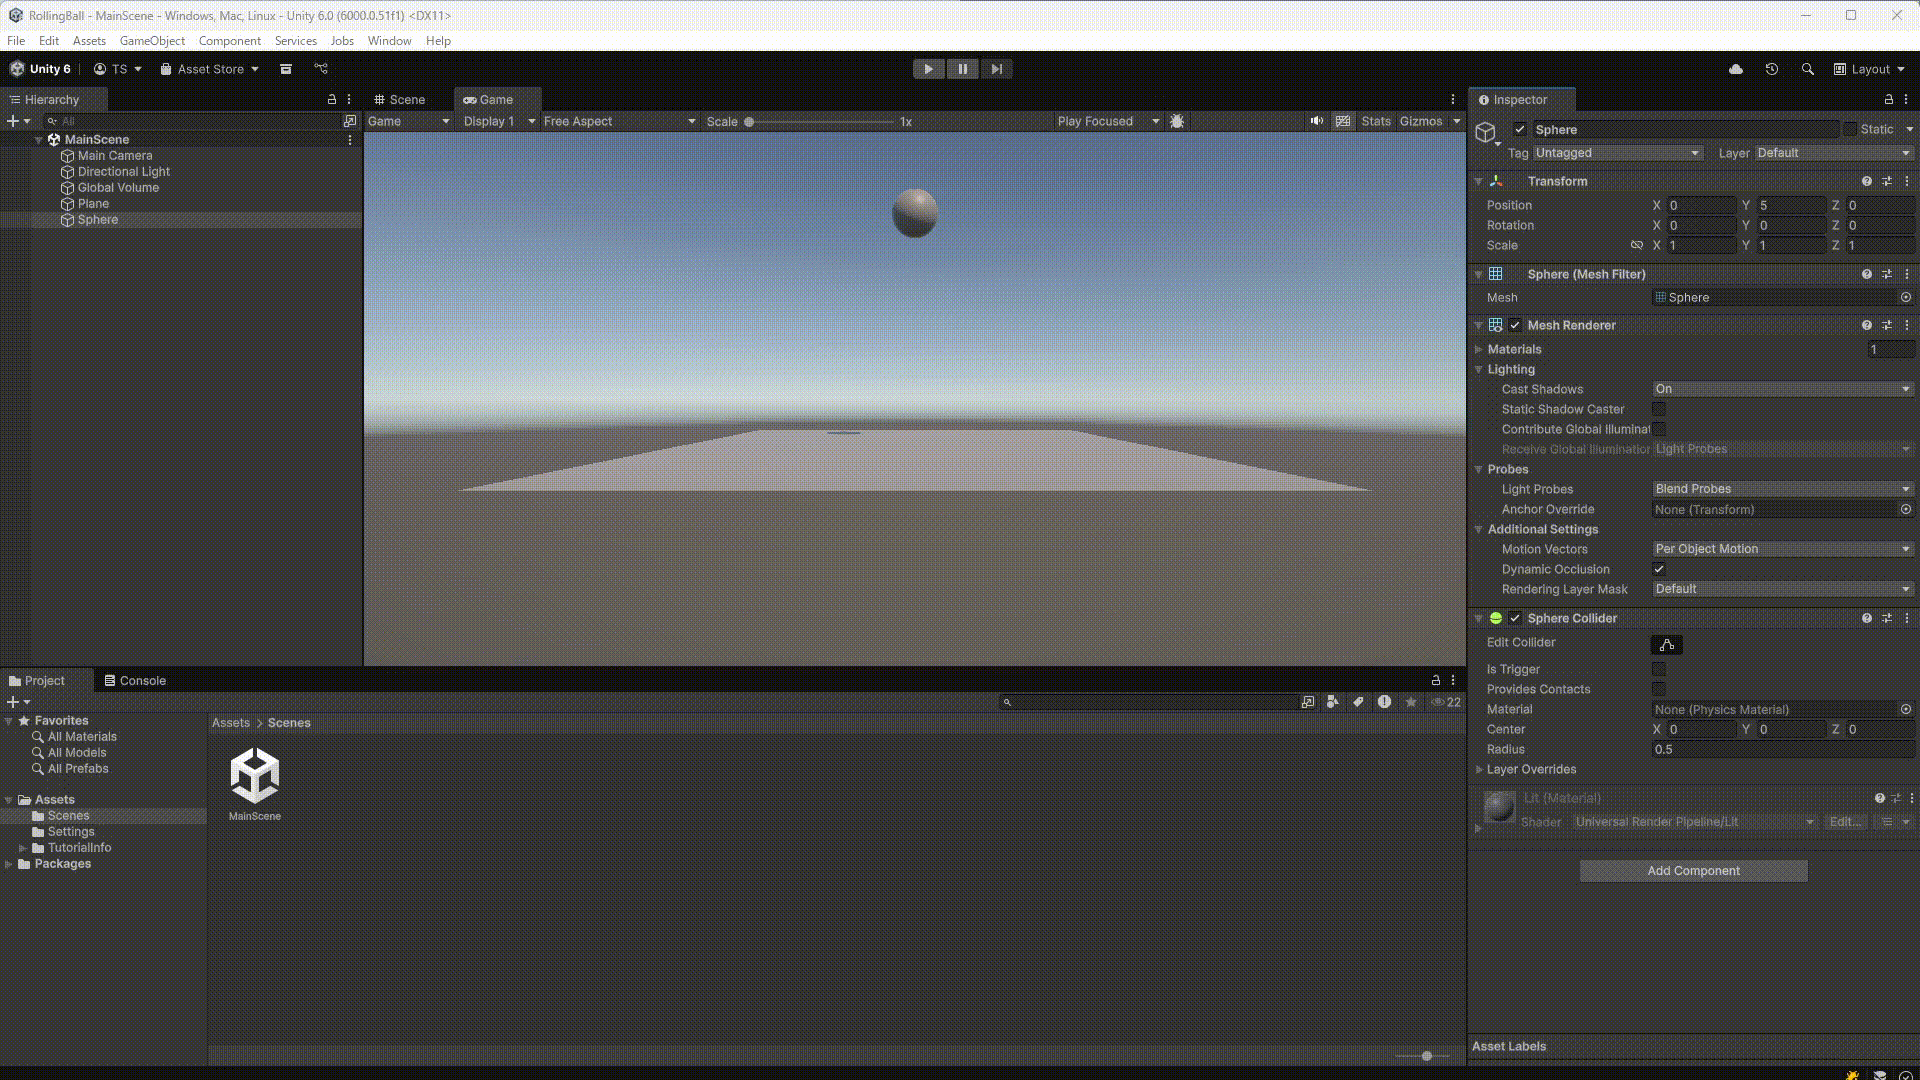 RollingBall - MainScene - Windows, Mac, Linux - Unity 6.0 (6000.0.51f1) <DX11>
File Edit Assets GameObject Component Services Jobs Window Help
Unity 6 TS Asset Store Layout
Hierarchy
All
MainScene
Main Camera
Directional Light
Global Volume
Plane
Sphere
Scene Game
Game Display 1 Free Aspect Scale 1x Play Focused Stats Gizmos
Inspector
Sphere Static
Tag Untagged Layer Default
Transform
Position X 0 Y 5 Z 0
Rotation X 0 Y 0 Z 0
Scale X 1 Y 1 Z 1
Sphere (Mesh Filter)
Mesh Sphere
Mesh Renderer
Materials 1
Lighting
Cast Shadows On
Static Shadow Caster
Contribute Global Illuminat
Receive Global Illumination Light Probes
Probes
Light Probes Blend Probes
Anchor Override None (Transform)
Additional Settings
Motion Vectors Per Object Motion
Dynamic Occlusion
Rendering Layer Mask Default
Sphere Collider
Edit Collider
Is Trigger
Provides Contacts
Material None (Physics Material)
Center X 0 Y 0 Z 0
Radius 0.5
Layer Overrides
Lit (Material)
Shader Universal Render Pipeline/Lit Edit...
Add Component
Asset Labels
Project Console
22
Favorites
All Materials
All Models
All Prefabs
Assets
Scenes
Settings
TutorialInfo
Packages
Assets > Scenes
MainScene